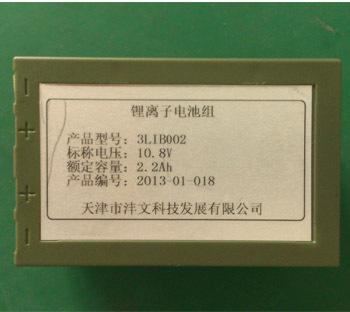 锂离子电池组
产品型号：3LIB002
标称电压：10.8V
额定容量：2.2Ah
产品编号：2013-01-018
天津市沣文科技发展有限公司
- + + -